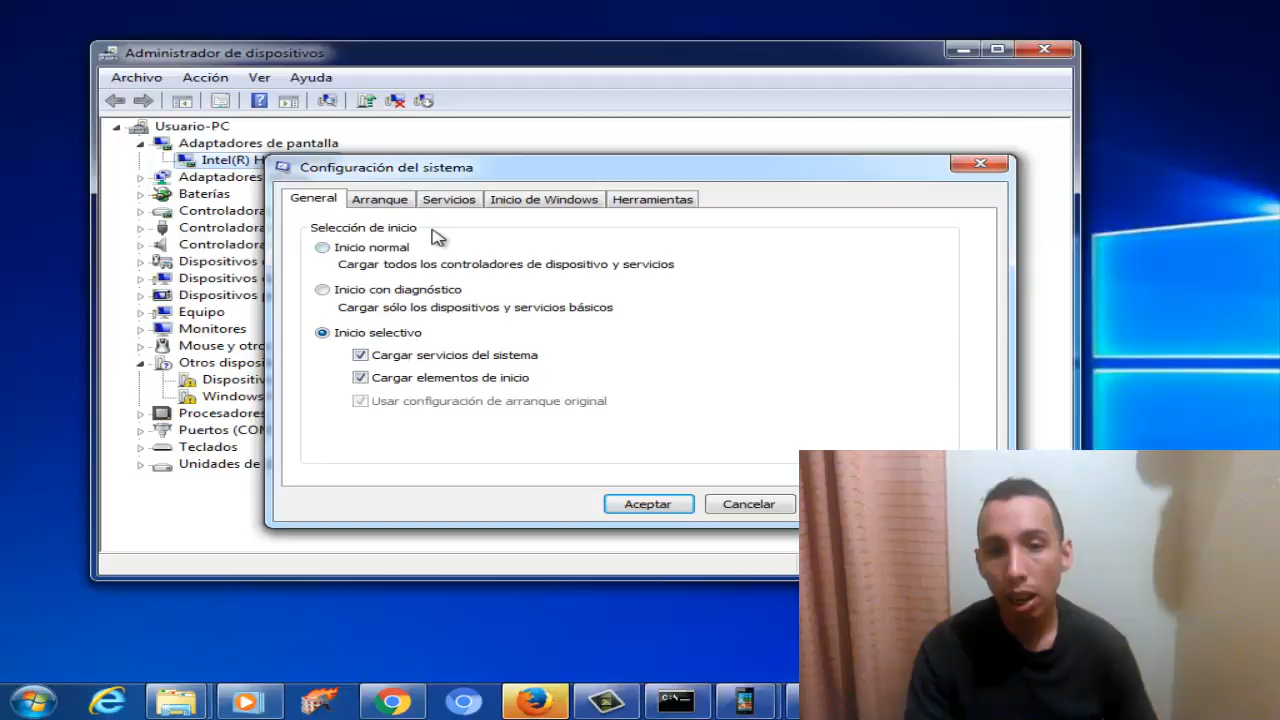 Administrador de dispositivos
Archivo Acción Ver Ayuda
Usuario-PC
Adaptadores de pantalla
Intel(R) H
Adaptadores
Baterías
Controladora
Controladora
Controladora
Dispositivos
Dispositivos
Dispositivos
Equipo
Monitores
Mouse y otro
Otros disposi
Dispositiv
Windows
Procesadores
Puertos (CON
Teclados
Unidades de
Configuración del sistema
General Arranque Servicios Inicio de Windows Herramientas
Selección de inicio
Inicio normal
Cargar todos los controladores de dispositivo y servicios
Inicio con diagnóstico
Cargar sólo los dispositivos y servicios básicos
Inicio selectivo
Cargar servicios del sistema
Cargar elementos de inicio
Usar configuración de arranque original
Aceptar Cancelar
C:\